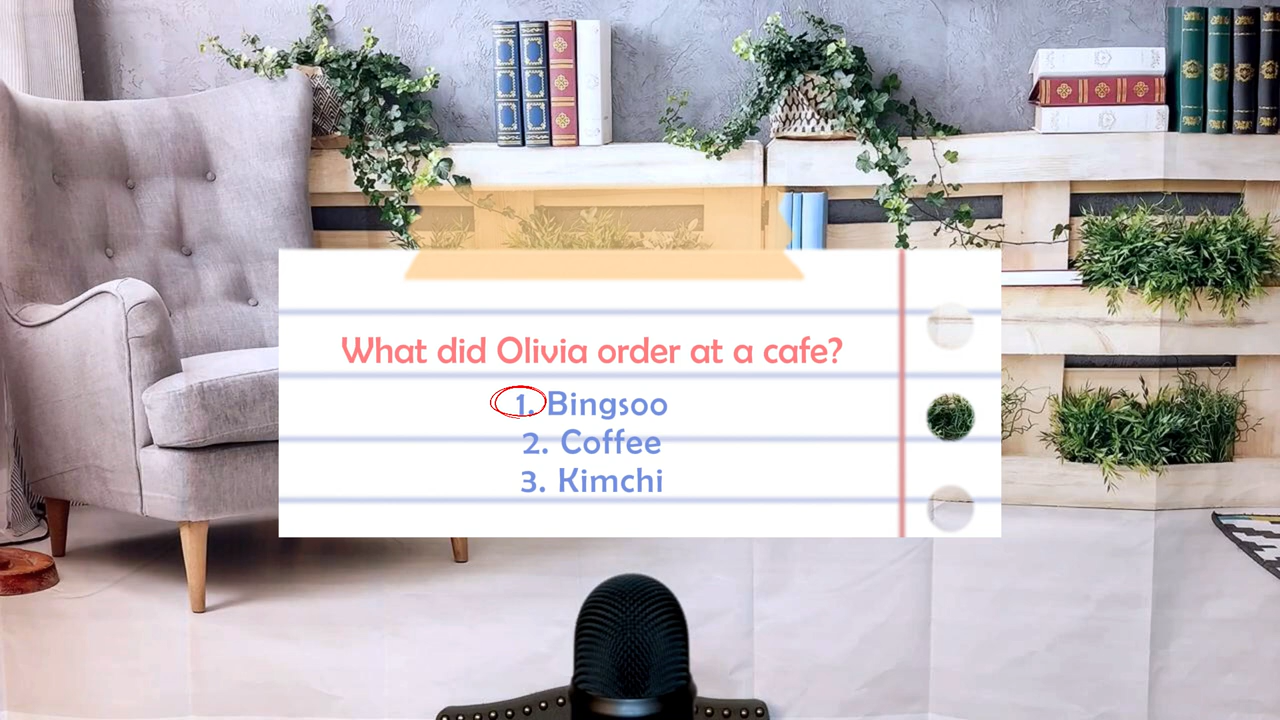 What did Olivia order at a cafe?
1. Bingsoo
2. Coffee
3. Kimchi